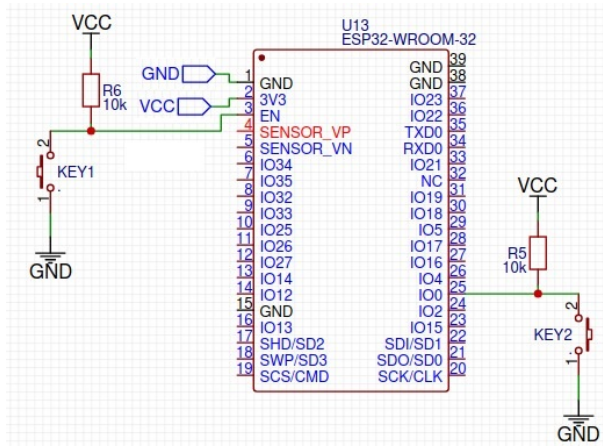 VCC
R6
10k
KEY1
2
1
GND
GND
VCC
U13
ESP32-WROOM-32
1 GND
2 3V3
3 EN
4 SENSOR_VP
5 SENSOR_VN
6 IO34
7 IO35
8 IO32
9 IO33
10 IO25
11 IO26
12 IO27
13 IO14
14 IO12
15 GND
16 IO13
17 SHD/SD2
18 SWP/SD3
19 SCS/CMD
GND 39
GND 38
IO23 37
IO22 36
TXD0 35
RXD0 34
IO21 33
NC 32
IO19 31
IO18 30
IO5 29
IO17 28
IO16 27
IO4 26
IO0 25
IO2 24
IO15 23
SDI/SD1 22
SDO/SD0 21
SCK/CLK 20
VCC
R5
10k
2
KEY2
1
GND